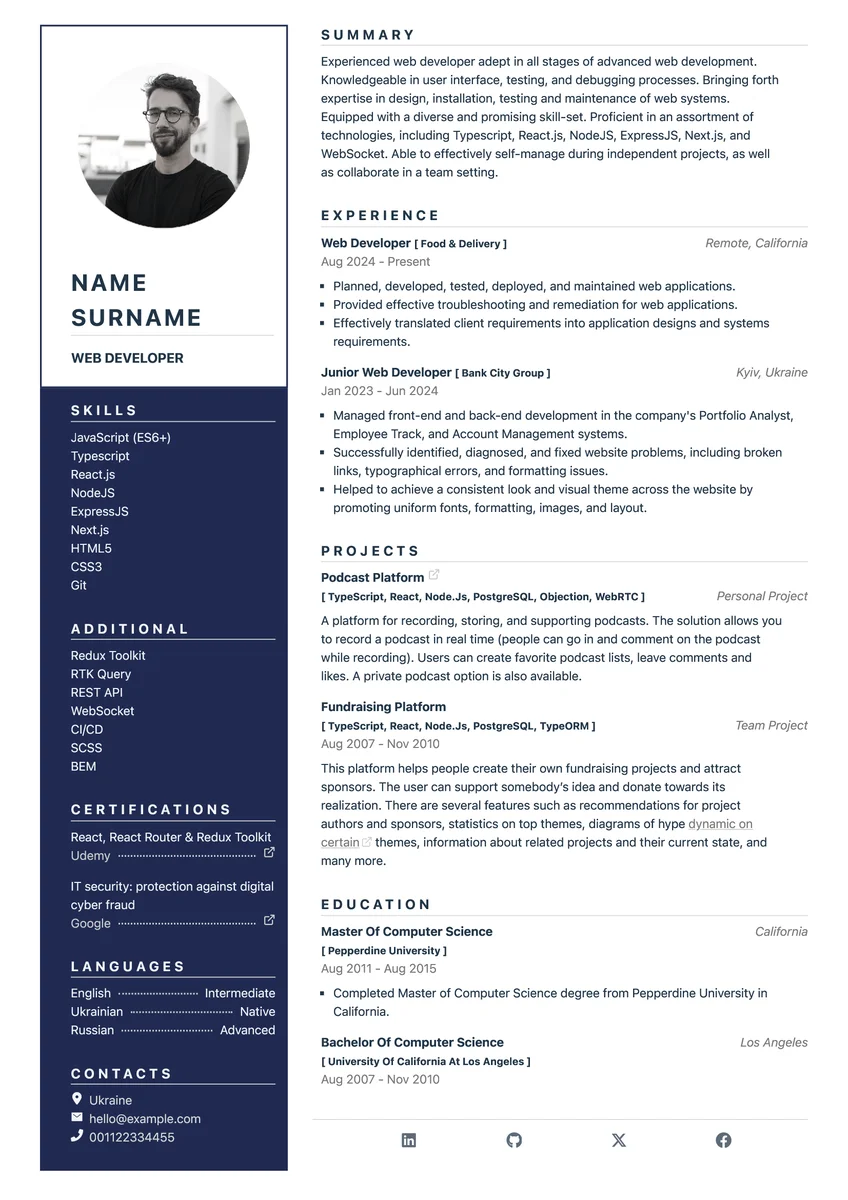 NAME
SURNAME
WEB DEVELOPER
SKILLS
JavaScript (ES6+)
Typescript
React.js
NodeJS
ExpressJS
Next.js
HTML5
CSS3
Git
ADDITIONAL
Redux Toolkit
RTK Query
REST API
WebSocket
CI/CD
SCSS
BEM
CERTIFICATIONS
React, React Router & Redux Toolkit
Udemy
IT security: protection against digital
cyber fraud
Google
LANGUAGES
English Intermediate
Ukrainian Native
Russian Advanced
CONTACTS
Ukraine
hello@example.com
001122334455
SUMMARY
Experienced web developer adept in all stages of advanced web development.
Knowledgeable in user interface, testing, and debugging processes. Bringing forth
expertise in design, installation, testing and maintenance of web systems.
Equipped with a diverse and promising skill-set. Proficient in an assortment of
technologies, including Typescript, React.js, NodeJS, ExpressJS, Next.js, and
WebSocket. Able to effectively self-manage during independent projects, as well
as collaborate in a team setting.
EXPERIENCE
Web Developer [ Food & Delivery ] Remote, California
Aug 2024 - Present
▪ Planned, developed, tested, deployed, and maintained web applications.
▪ Provided effective troubleshooting and remediation for web applications.
▪ Effectively translated client requirements into application designs and systems
requirements.
Junior Web Developer [ Bank City Group ] Kyiv, Ukraine
Jan 2023 - Jun 2024
▪ Managed front-end and back-end development in the company's Portfolio Analyst,
Employee Track, and Account Management systems.
▪ Successfully identified, diagnosed, and fixed website problems, including broken
links, typographical errors, and formatting issues.
▪ Helped to achieve a consistent look and visual theme across the website by
promoting uniform fonts, formatting, images, and layout.
PROJECTS
Podcast Platform
[ TypeScript, React, Node.Js, PostgreSQL, Objection, WebRTC ] Personal Project
A platform for recording, storing, and supporting podcasts. The solution allows you
to record a podcast in real time (people can go in and comment on the podcast
while recording). Users can create favorite podcast lists, leave comments and
likes. A private podcast option is also available.
Fundraising Platform
[ TypeScript, React, Node.Js, PostgreSQL, TypeORM ] Team Project
Aug 2007 - Nov 2010
This platform helps people create their own fundraising projects and attract
sponsors. The user can support somebody's idea and donate towards its
realization. There are several features such as recommendations for project
authors and sponsors, statistics on top themes, diagrams of hype dynamic on
certain themes, information about related projects and their current state, and
many more.
EDUCATION
Master Of Computer Science California
[ Pepperdine University ]
Aug 2011 - Aug 2015
▪ Completed Master of Computer Science degree from Pepperdine University in
California.
Bachelor Of Computer Science Los Angeles
[ University Of California At Los Angeles ]
Aug 2007 - Nov 2010